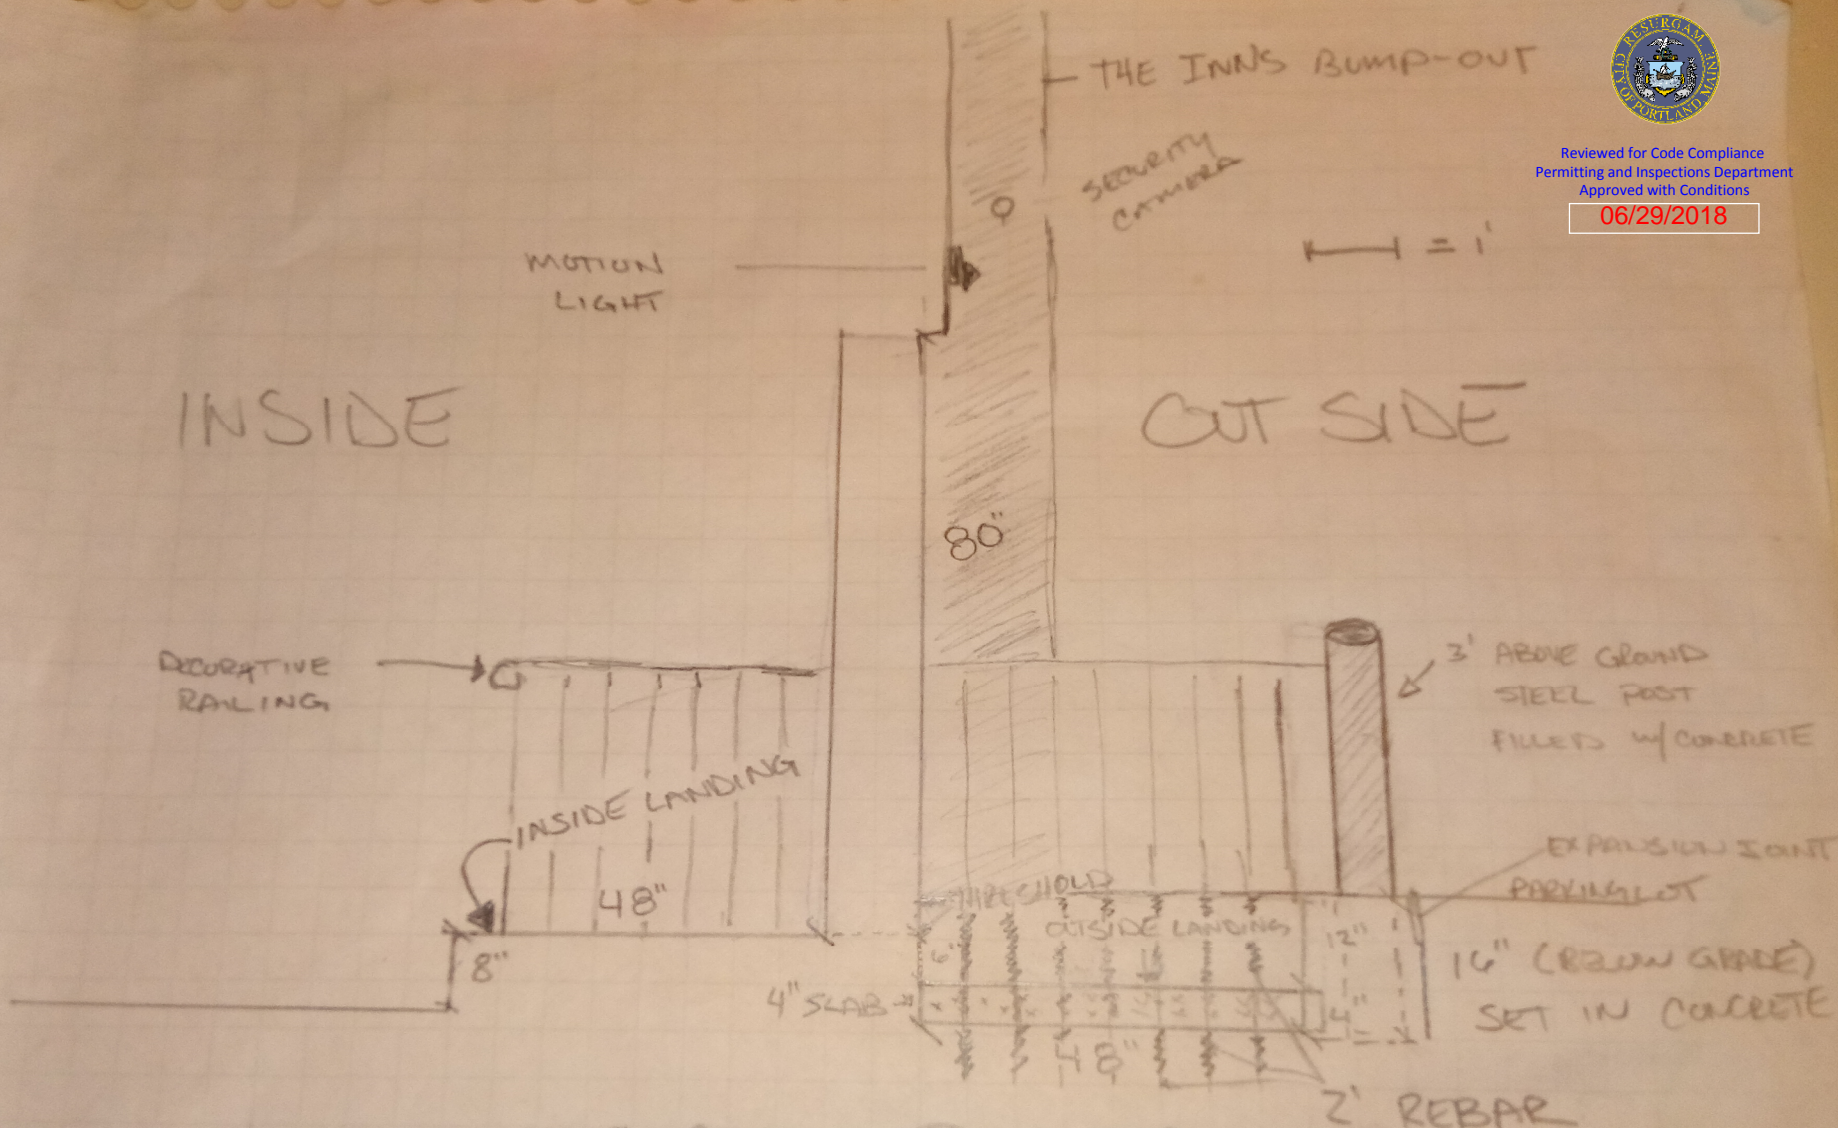 THE INNS BUMP-OUT
RESURGAM.
CITY OF PORTLAND MAINE
Reviewed for Code Compliance
Permitting and Inspections Department
Approved with Conditions
06/29/2018
SECURITY
CAMERA
= 1'
MOTION
LIGHT
INSIDE
OUTSIDE
80"
DECORATIVE
RAILING
3' ABOVE GROUND
STEEL POST
FILLED w/ CONCRETE
INSIDE LANDING
48"
EXPANSION JOINT
PARKING LOT
THRESHOLD
OUTSIDE LANDING
12"
8"
6"
16" (BELOW GRADE)
SET IN CONCRETE
4" SLAB
4"
48"
2' REBAR